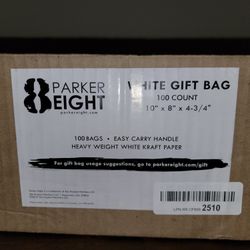 8 PARKER EIGHT
parkereight.com
WHITE GIFT BAG
100 COUNT
10" x 8" x 4-3/4"
100 BAGS • EASY CARRY HANDLE
HEAVY WEIGHT WHITE KRAFT PAPER
For gift bag usage suggestions, go to parkereight.com/gift
2510